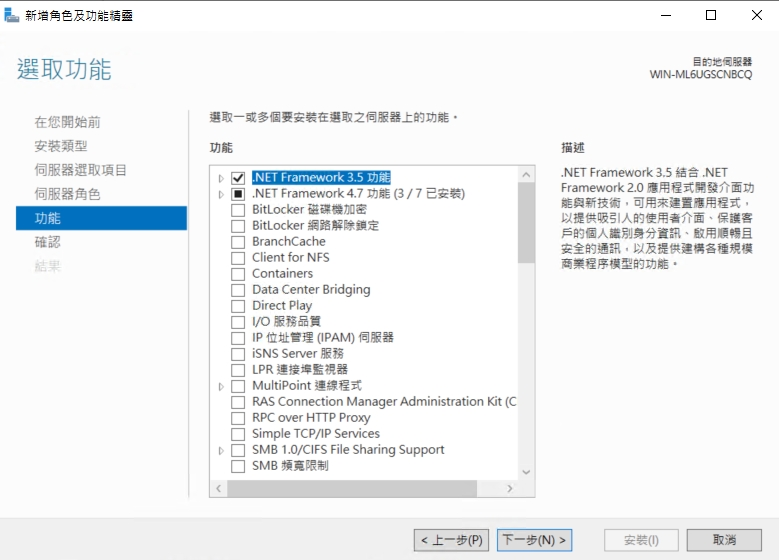 新增角色及功能精靈
選取功能
目的地伺服器
WIN-ML6UGSCNBCQ
在您開始前
安裝類型
伺服器選取項目
伺服器角色
功能
確認
結果
選取一或多個要安裝在選取之伺服器上的功能。
功能
.NET Framework 3.5 功能
.NET Framework 4.7 功能 (3 / 7 已安裝)
BitLocker 磁碟機加密
BitLocker 網路解除鎖定
BranchCache
Client for NFS
Containers
Data Center Bridging
Direct Play
I/O 服務品質
IP 位址管理 (IPAM) 伺服器
iSNS Server 服務
LPR 連接埠監視器
MultiPoint 連線程式
RAS Connection Manager Administration Kit (C
RPC over HTTP Proxy
Simple TCP/IP Services
SMB 1.0/CIFS File Sharing Support
SMB 頻寬限制
描述
.NET Framework 3.5 結合 .NET
Framework 2.0 應用程式開發介面功
能與新技術，可用來建置應用程式，
以提供吸引人的使用者介面、保護客
戶的個人識別身分資訊、啟用順暢且
安全的通訊，以及提供建構各種規模
商業程序模型的功能。
< 上一步(P)
下一步(N) >
安裝(I)
取消